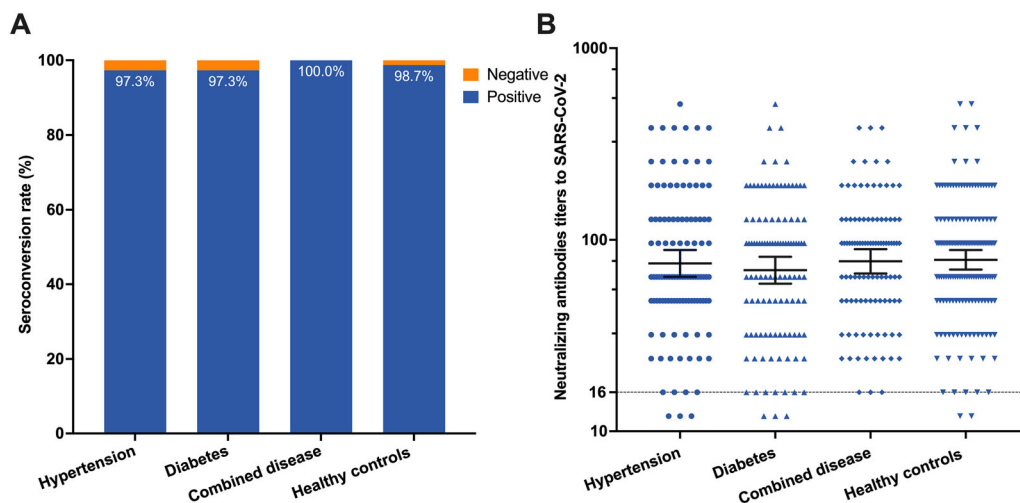 A
Seroconversion rate (%)
100
80
60
40
20
0
97.3%
97.3%
100.0%
98.7%
Negative
Positive
Hypertension
Diabetes
Combined disease
Healthy controls
B
Neutralizing antibodies titers to SARS-CoV-2
1000
100
16
10
Hypertension
Diabetes
Combined disease
Healthy controls